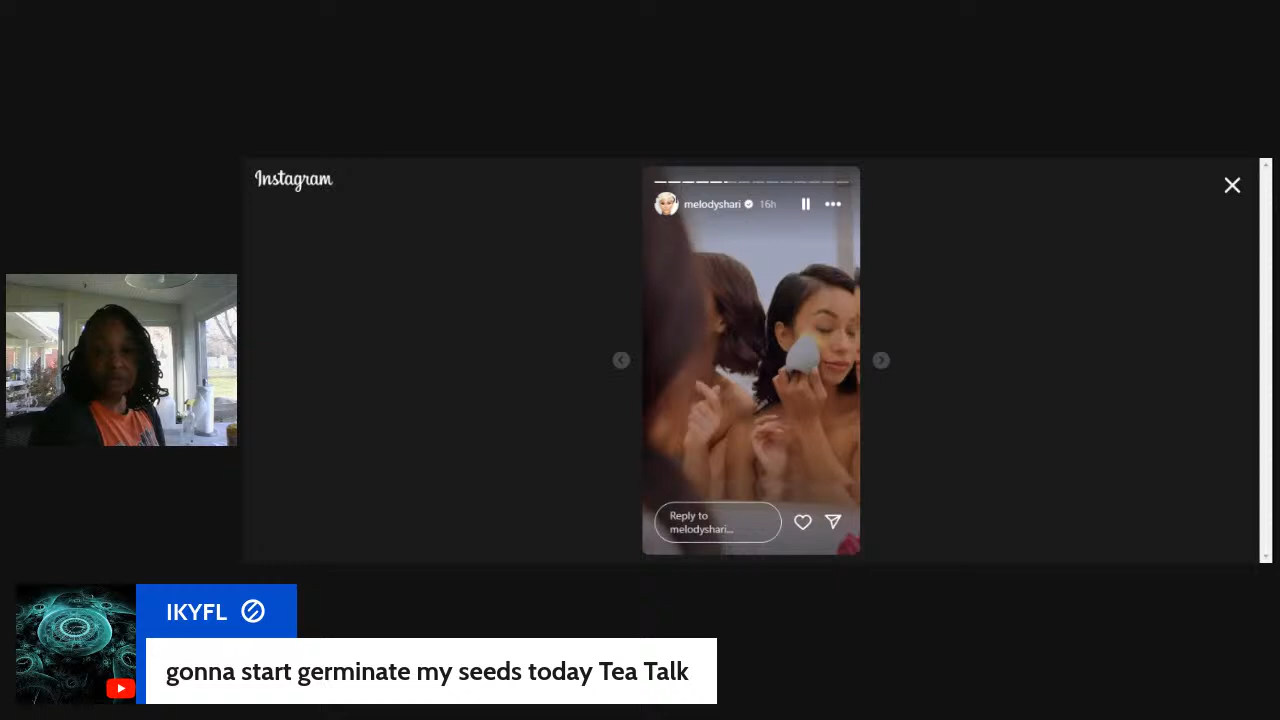 Instagram
melodyshari 16h
Reply to
melodyshari...
IKYFL
gonna start germinate my seeds today Tea Talk